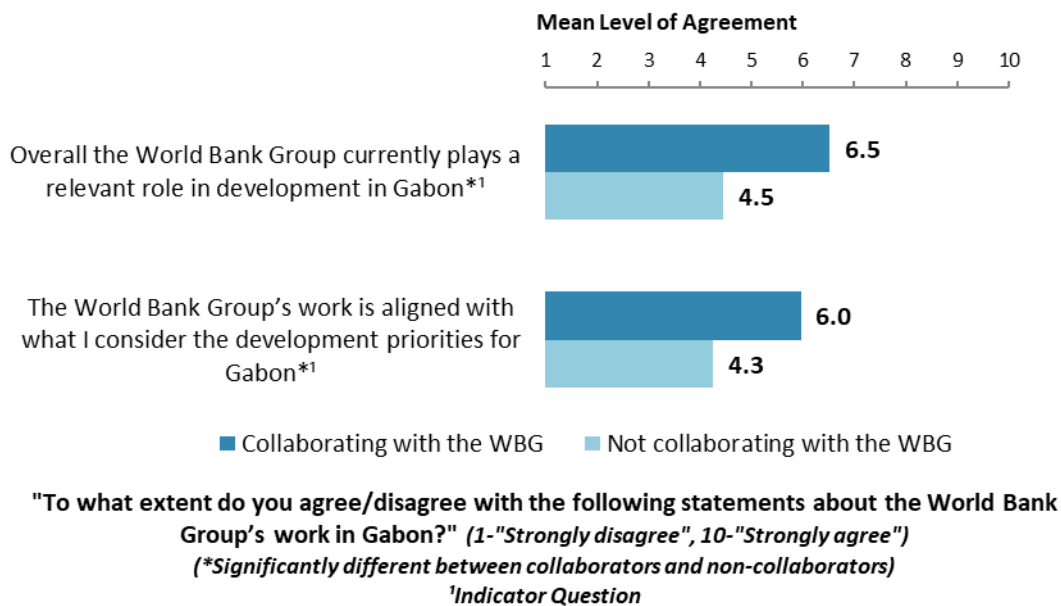 Mean Level of Agreement
1 2 3 4 5 6 7 8 9 10
Overall the World Bank Group currently plays a
relevant role in development in Gabon*¹
6.5
4.5
The World Bank Group’s work is aligned with
what I consider the development priorities for
Gabon*¹
6.0
4.3
Collaborating with the WBG Not collaborating with the WBG
"To what extent do you agree/disagree with the following statements about the World Bank
Group’s work in Gabon?" (1-"Strongly disagree", 10-"Strongly agree")
(*Significantly different between collaborators and non-collaborators)
¹Indicator Question